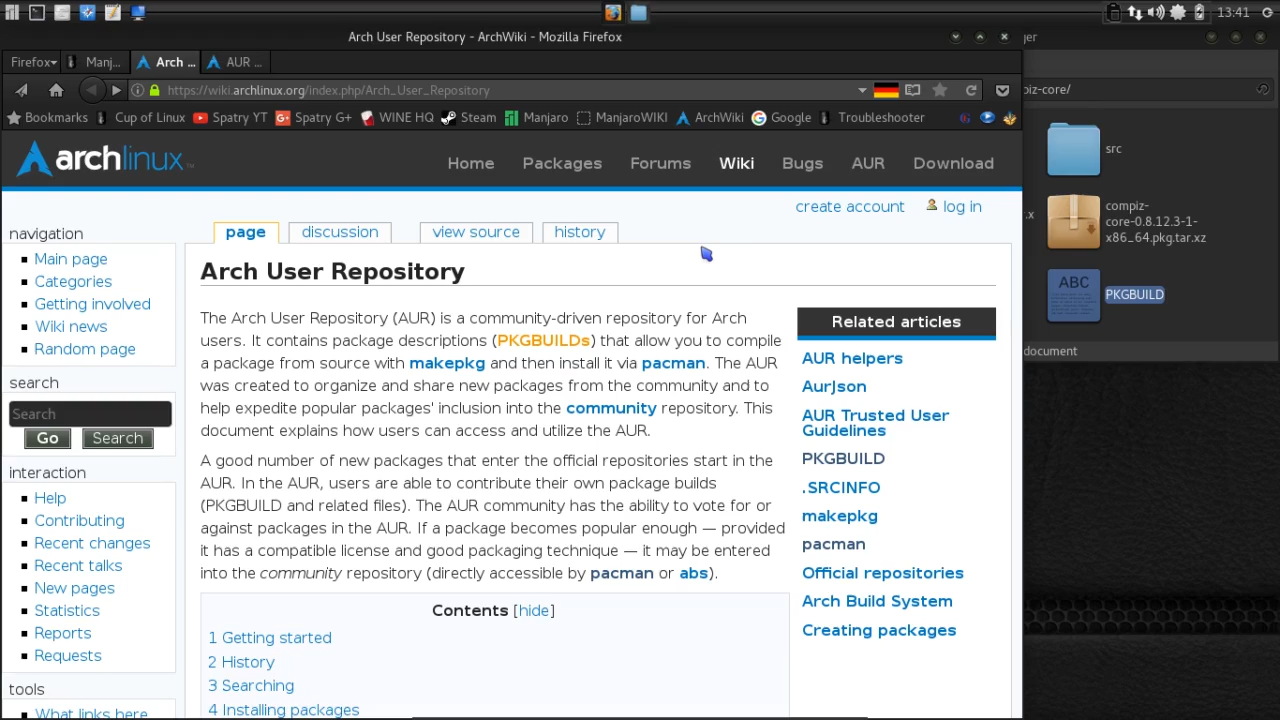 13:41
Arch User Repository - ArchWiki - Mozilla Firefox
ger
Firefox
Manj...
Arch ...
AUR ...
https://wiki.archlinux.org/index.php/Arch_User_Repository
piz-core/
Bookmarks
Cup of Linux
Spatry YT
Spatry G+
WINE HQ
Steam
Manjaro
ManjaroWIKI
ArchWiki
Google
Troubleshooter
archlinux
Home
Packages
Forums
Wiki
Bugs
AUR
Download
create account
log in
page
discussion
view source
history
navigation
Main page
Categories
Getting involved
Wiki news
Random page
search
Search
Go
Search
interaction
Help
Contributing
Recent changes
Recent talks
New pages
Statistics
Reports
Requests
tools
What links here
Arch User Repository
The Arch User Repository (AUR) is a community-driven repository for Arch
users. It contains package descriptions (PKGBUILDs) that allow you to compile
a package from source with makepkg and then install it via pacman. The AUR
was created to organize and share new packages from the community and to
help expedite popular packages' inclusion into the community repository. This
document explains how users can access and utilize the AUR.
A good number of new packages that enter the official repositories start in the
AUR. In the AUR, users are able to contribute their own package builds
(PKGBUILD and related files). The AUR community has the ability to vote for or
against packages in the AUR. If a package becomes popular enough — provided
it has a compatible license and good packaging technique — it may be entered
into the community repository (directly accessible by pacman or abs).
Contents [hide]
1 Getting started
2 History
3 Searching
4 Installing packages
Related articles
AUR helpers
AurJson
AUR Trusted User
Guidelines
PKGBUILD
.SRCINFO
makepkg
pacman
Official repositories
Arch Build System
Creating packages
src
.x
compiz-
core-0.8.12.3-1-
x86_64.pkg.tar.xz
ABC
PKGBUILD
document